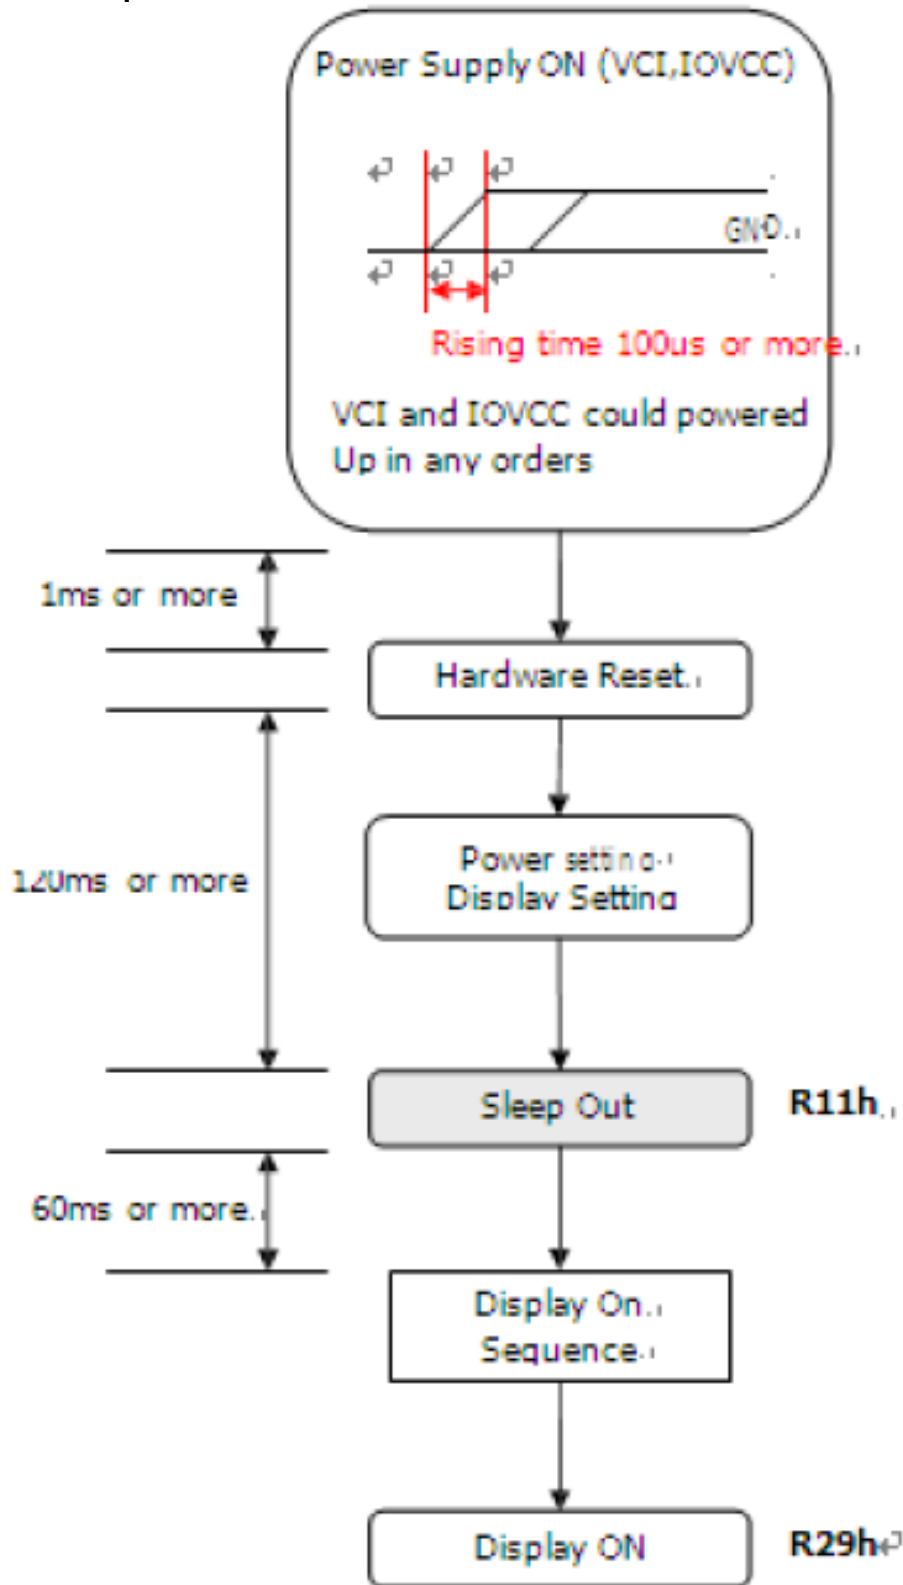 Power Supply ON (VCI,IOVCC)
GND
Rising time 100us or more
VCI and IOVCC could powered
Up in any orders
1ms or more
Hardware Reset
Power setting
Display Setting
120ms or more
Sleep Out
R11h
60ms or more
Display On
Sequence
Display ON
R29h